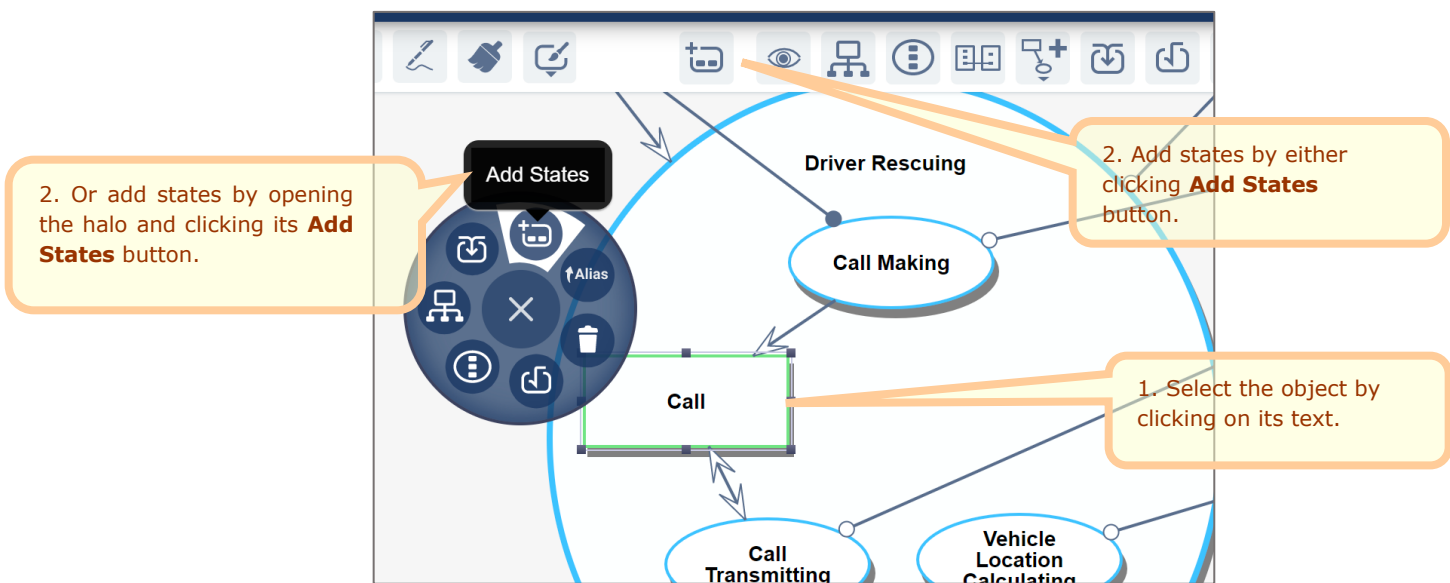 2. Add states by either
clicking Add States
button.
Driver Rescuing
Add States
2. Or add states by opening
the halo and clicking its Add
States button.
Alias
Call Making
1. Select the object by
clicking on its text.
Call
Call
Transmitting
Vehicle
Location
Calculating